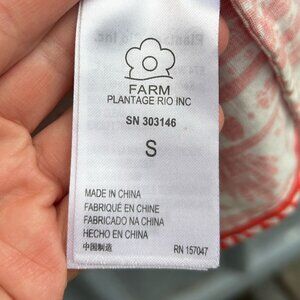 FARM
PLANTAGE RIO INC
SN 303146
S
MADE IN CHINA
FABRIQUÉ EN CHINE
FABRICADO NA CHINA
HECHO EN CHINA
中国制造 RN 157047